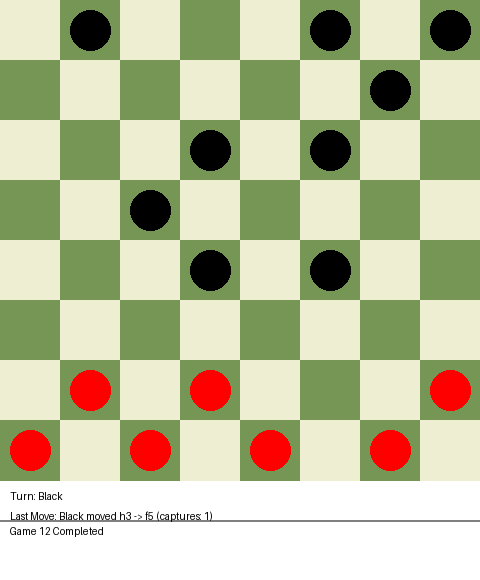 Turn: Black
Last Move: Black moved h3 -> f5 (captures: 1)
Game 12 Completed